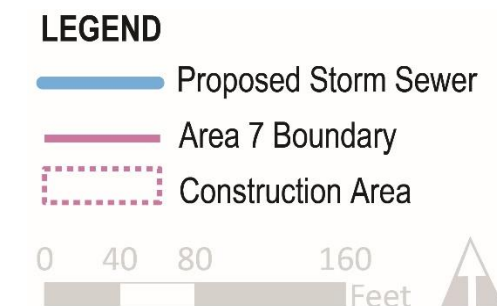 LEGEND
Proposed Storm Sewer
Area 7 Boundary
Construction Area
0 40 80 160
Feet